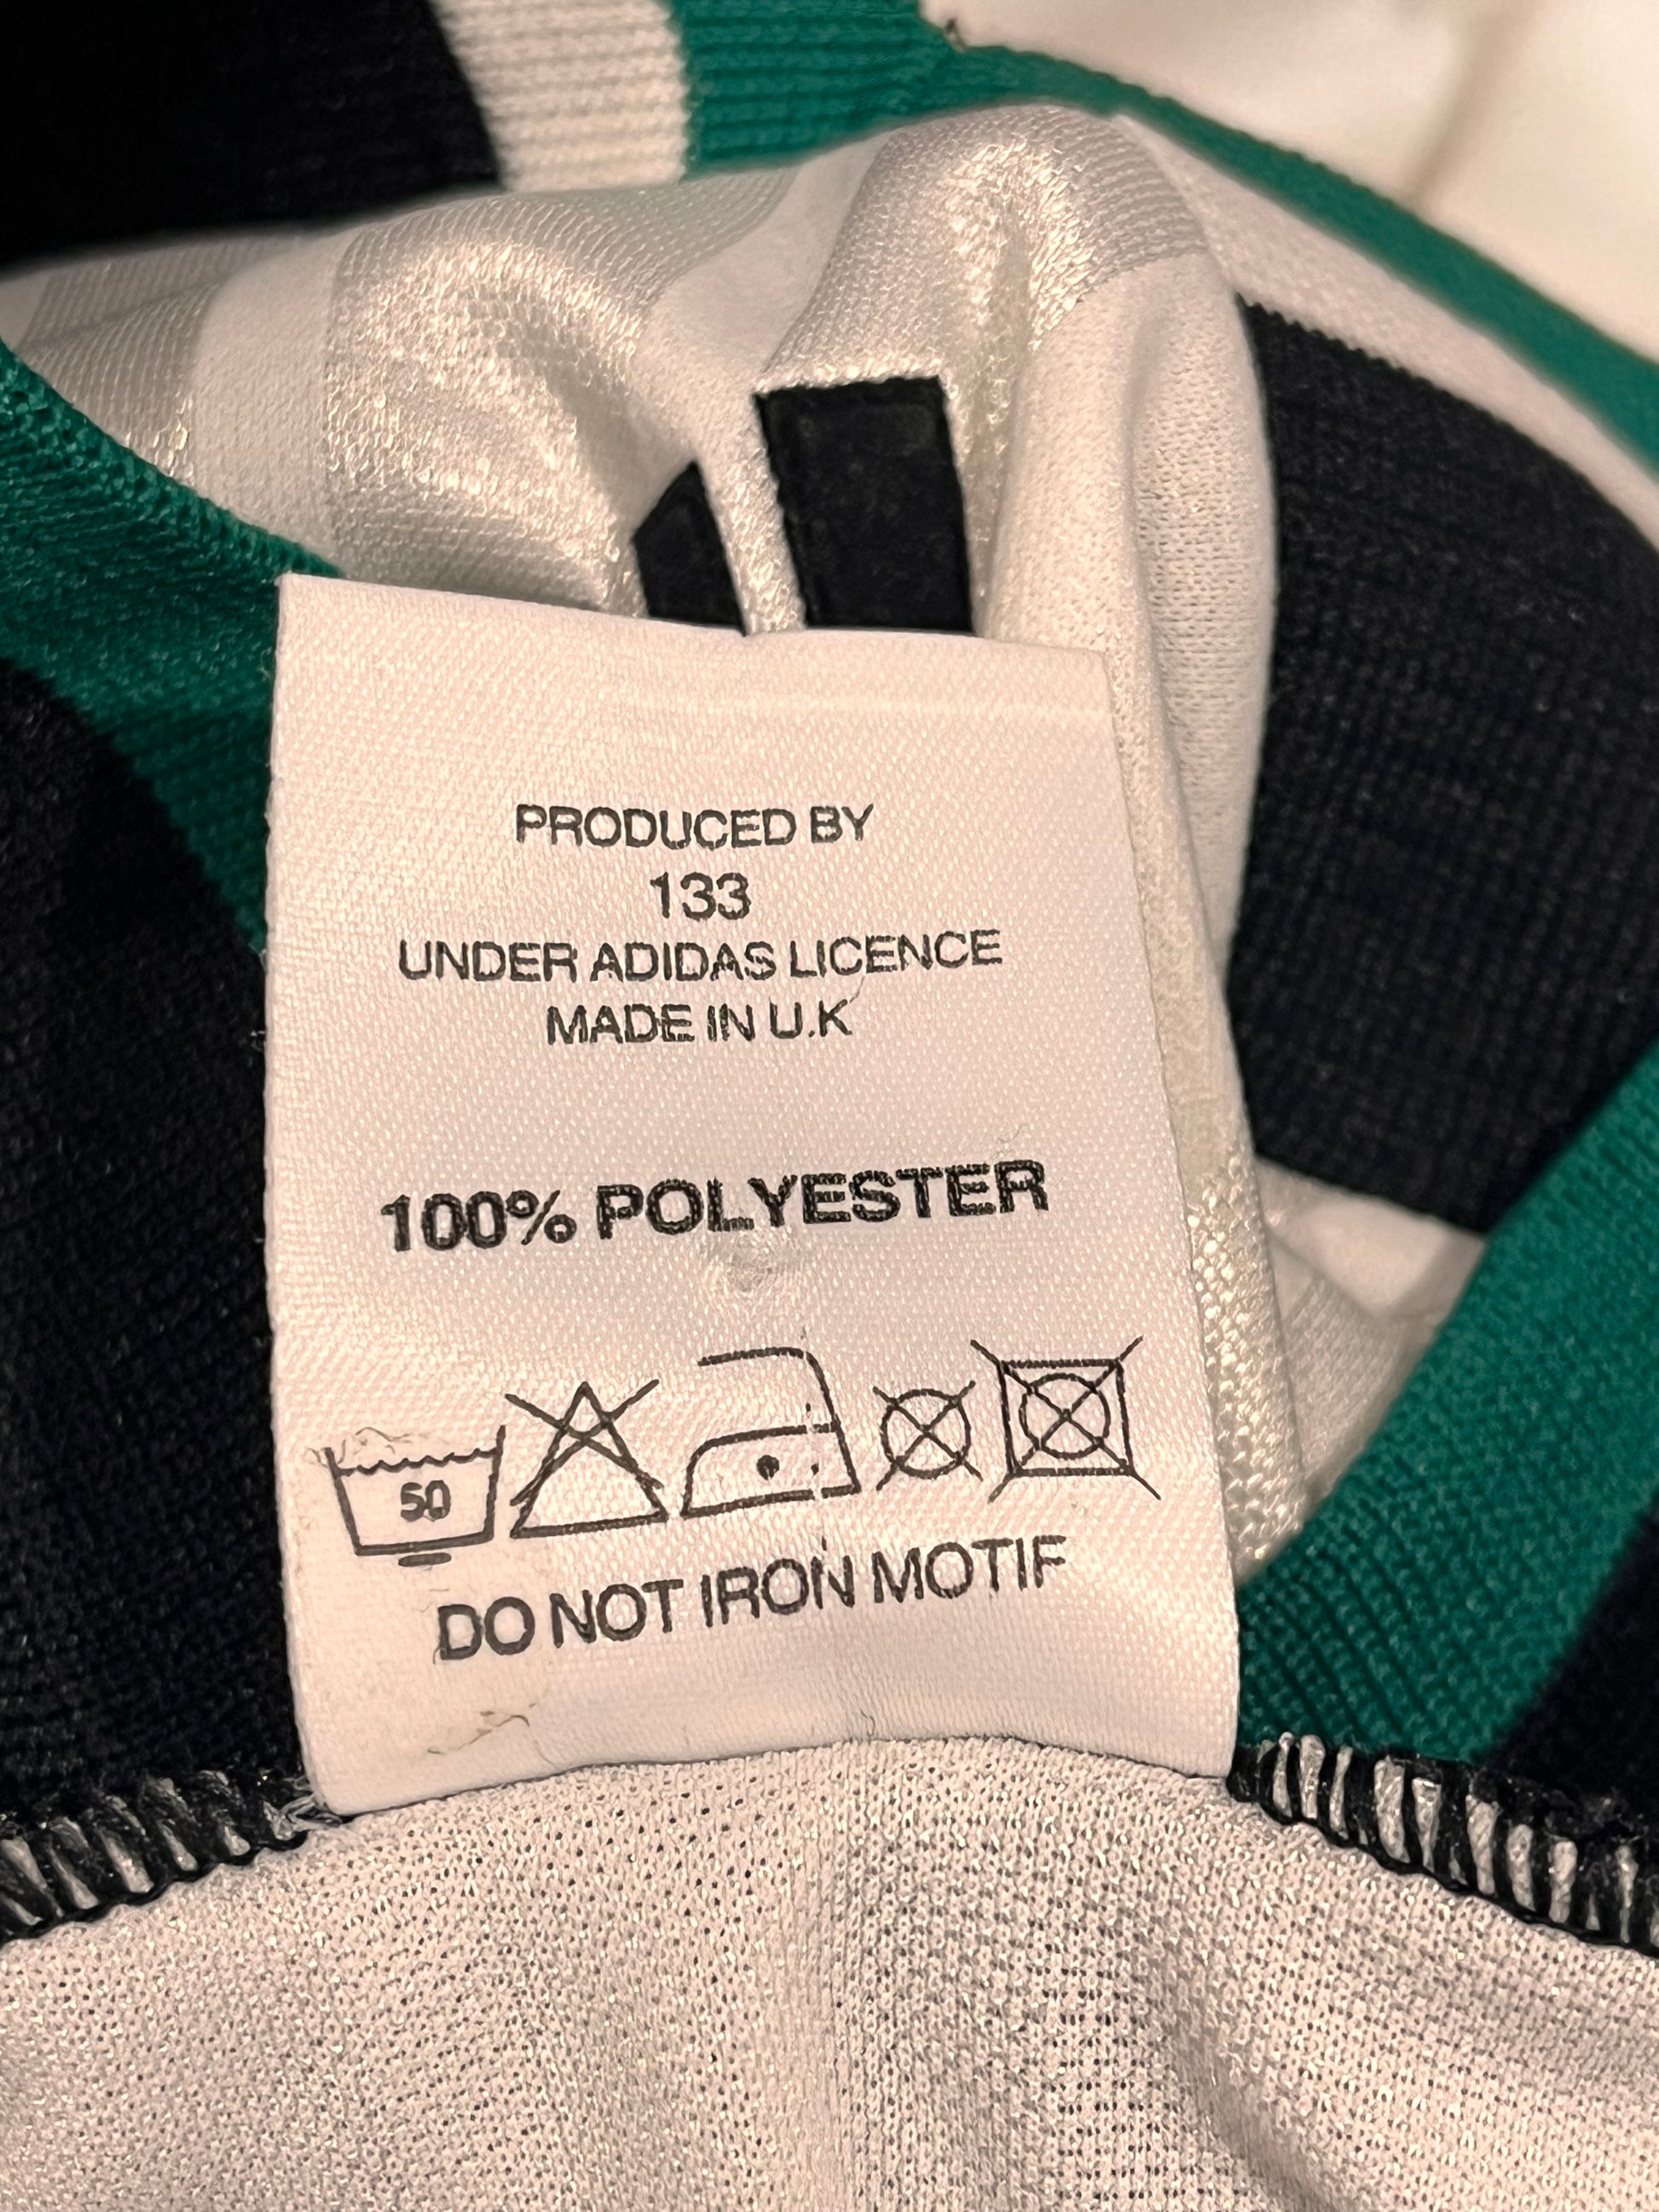 PRODUCED BY
133
UNDER ADIDAS LICENCE
MADE IN U.K
100% POLYESTER
50
DO NOT IRON MOTIF